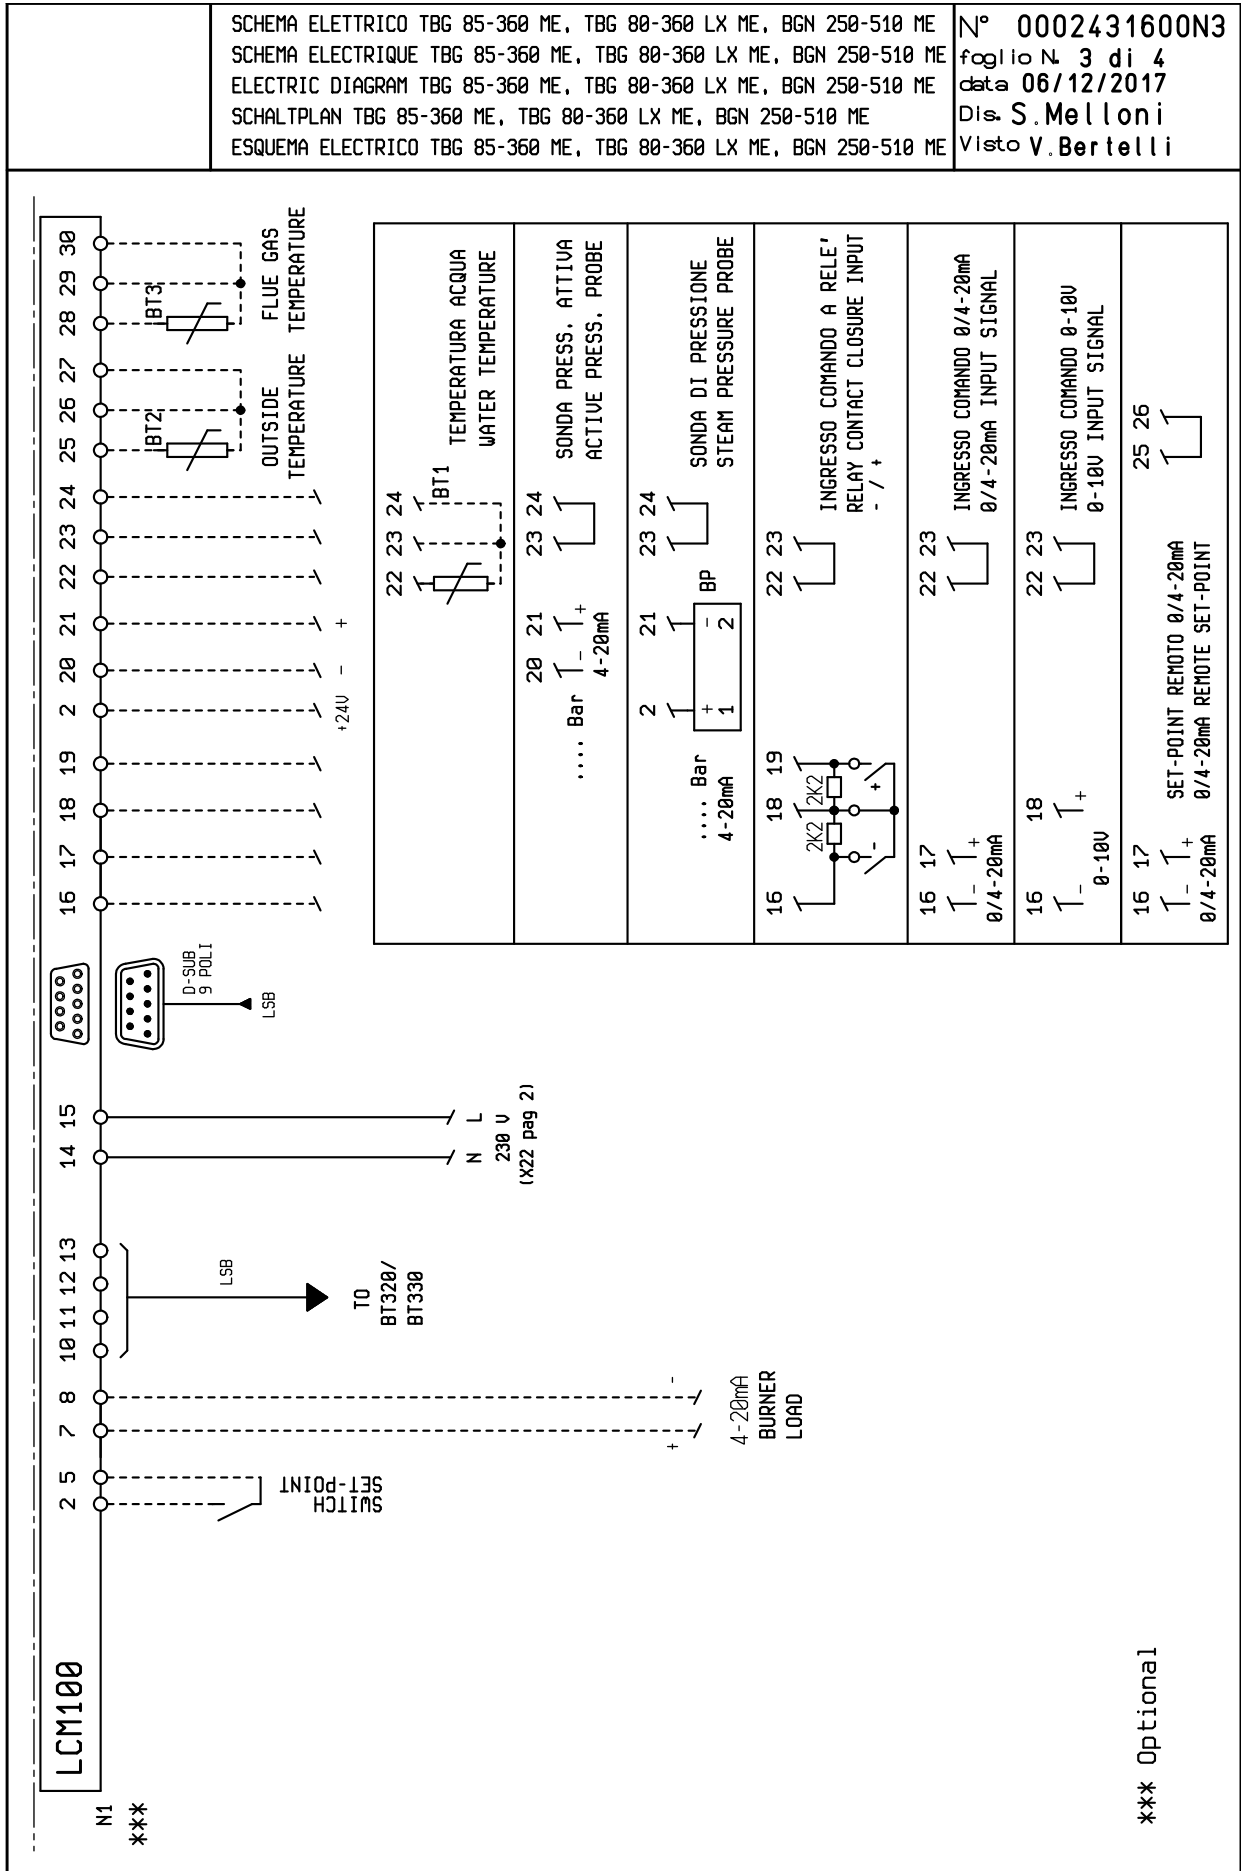 SCHEMA ELETTRICO TBG 85-360 ME, TBG 80-360 LX ME, BGN 250-510 ME
SCHEMA ELECTRIQUE TBG 85-360 ME, TBG 80-360 LX ME, BGN 250-510 ME
ELECTRIC DIAGRAM TBG 85-360 ME, TBG 80-360 LX ME, BGN 250-510 ME
SCHALTPLAN TBG 85-360 ME, TBG 80-360 LX ME, BGN 250-510 ME
ESQUEMA ELECTRICO TBG 85-360 ME, TBG 80-360 LX ME, BGN 250-510 ME
N° 0002431600N3
foglio N. 3 di 4
data 06/12/2017
Dis. S.Melloni
Visto V.Bertelli
LCM100
N1
***
2 5 7 8 10 11 12 13 14 15 16 17 18 19 2 20 21 22 23 24 25 26 27 28 29 30
SWITCH
SET-POINT
+ -
4-20mA
BURNER
LOAD
LSB
TO
BT320/
BT330
N L
230 V
(X22 pag 2)
D-SUB
9 POLI
LSB
+24V - +
BT2
OUTSIDE
TEMPERATURE
BT3
FLUE GAS
TEMPERATURE
22 23 24
BT1
TEMPERATURA ACQUA
WATER TEMPERATURE
20 21 23 24
- +
.... Bar 4-20mA
SONDA PRESS. ATTIVA
ACTIVE PRESS. PROBE
2 21 23 24
+ -
1 2
BP
.... Bar
4-20mA
SONDA DI PRESSIONE
STEAM PRESSURE PROBE
16 18 19 22 23
2K2 2K2
- +
INGRESSO COMANDO A RELE'
RELAY CONTACT CLOSURE INPUT
- / +
16 17 22 23
- +
0/4-20mA
INGRESSO COMANDO 0/4-20mA
0/4-20mA INPUT SIGNAL
16 18 22 23
- +
0-10V
INGRESSO COMANDO 0-10V
0-10V INPUT SIGNAL
16 17 25 26
- +
0/4-20mA
SET-POINT REMOTO 0/4-20mA
0/4-20mA REMOTE SET-POINT
*** Optional